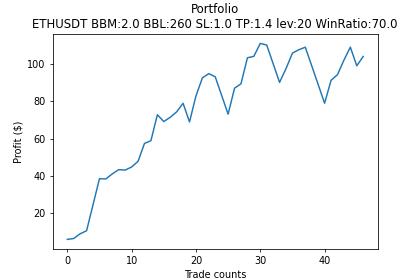 Portfolio
ETHUSDT BBM:2.0 BBL:260 SL:1.0 TP:1.4 lev:20 WinRatio:70.0
100
80
60
40
20
Profit ($)
0 10 20 30 40
Trade counts